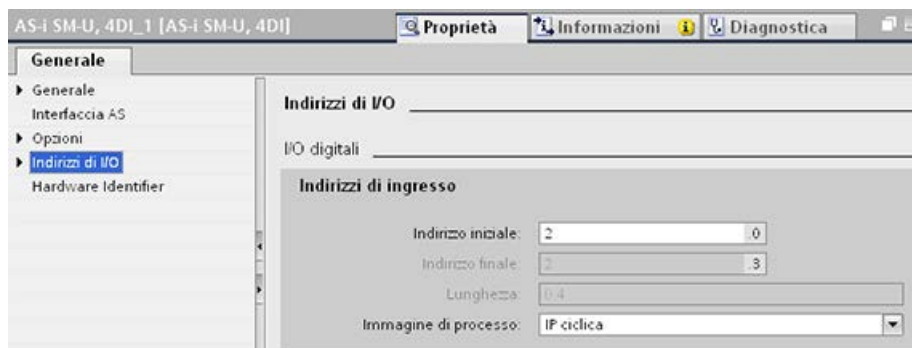 AS-i SM-U, 4DI_1 [AS-i SM-U, 4DI]
Proprietà
Informazioni
Diagnostica
Generale
Generale
Interfaccia AS
Opzioni
Indirizzi di I/O
Hardware Identifier
Indirizzi di I/O
I/O digitali
Indirizzi di ingresso
Indirizzo iniziale: 2 .0
Indirizzo finale: 2 .3
Lunghezza: 0.4
Immagine di processo: IP ciclica